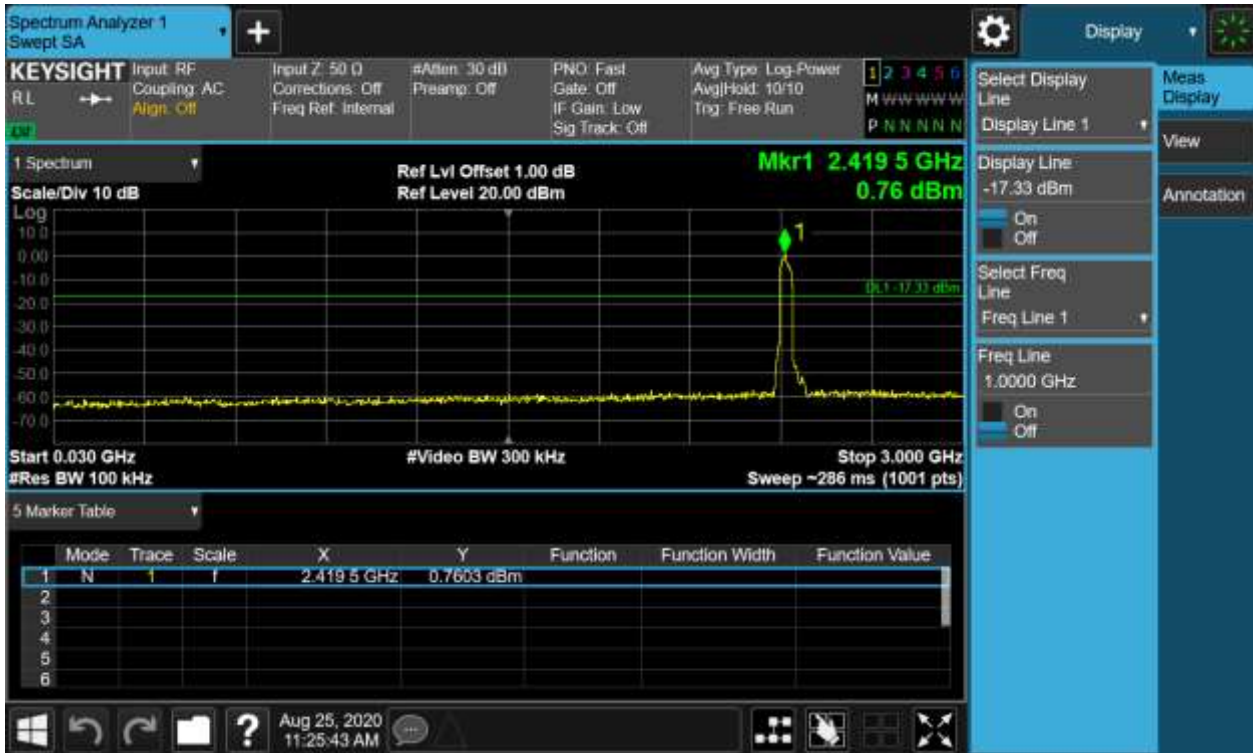 Spectrum Analyzer 1
Swept SA
+
Display
KEYSIGHT
RL
Input: RF
Coupling: AC
Align: Off
Input Z: 50 Ω
Corrections: Off
Freq Ref: Internal
#Atten: 30 dB
Preamp: Off
PNO: Fast
Gate: Off
IF Gain: Low
Sig Track: Off
Avg Type: Log-Power
Avg|Hold: 10/10
Trig: Free Run
1 2 3 4 5 6
M W W W W W
P N N N N N
1 Spectrum
Scale/Div 10 dB
Ref Lvl Offset 1.00 dB
Ref Level 20.00 dBm
Mkr1 2.419 5 GHz
0.76 dBm
Log
10.0
0.00
-10.0
-20.0
-30.0
-40.0
-50.0
-60.0
-70.0
1
DL1 -17.33 dBm
Start 0.030 GHz
#Video BW 300 kHz
Stop 3.000 GHz
#Res BW 100 kHz
Sweep ~286 ms (1001 pts)
5 Marker Table
Mode Trace Scale X Y Function Function Width Function Value
1 N 1 f 2.419 5 GHz 0.7603 dBm
2
3
4
5
6
?
Aug 25, 2020
11:25:43 AM
Select Display
Line
Display Line 1
Display Line
-17.33 dBm
On
Off
Select Freq
Line
Freq Line 1
Freq Line
1.0000 GHz
On
Off
Meas
Display
View
Annotation